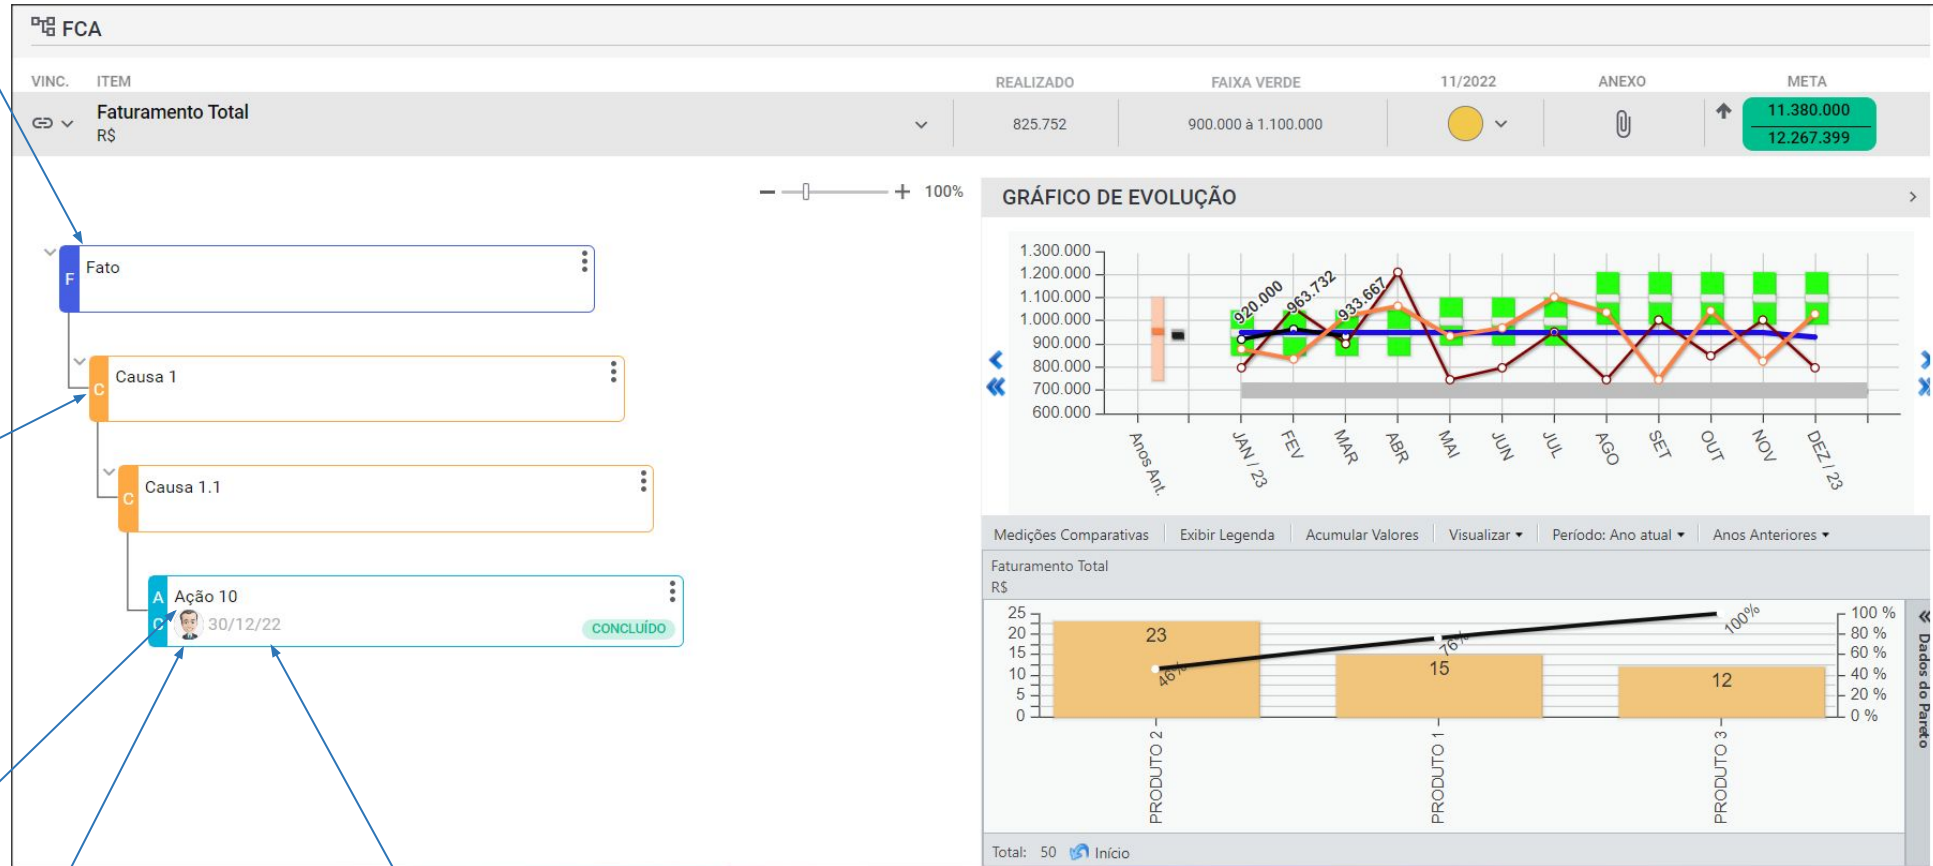 FCA
VINC. ITEM REALIZADO FAIXA VERDE 11/2022 ANEXO META
Faturamento Total
R$
825.752 900.000 à 1.100.000 11.380.000
12.267.399
100%
F Fato
C Causa 1
C Causa 1.1
A Ação 10
C 30/12/22 CONCLUÍDO
GRÁFICO DE EVOLUÇÃO
1.300.000
1.200.000
1.100.000
1.000.000
900.000
800.000
700.000
600.000
920.000 963.732 933.667
Anos Ant. JAN / 23 FEV MAR ABR MAI JUN JUL AGO SET OUT NOV DEZ / 23
Medições Comparativas Exibir Legenda Acumular Valores Visualizar Período: Ano atual Anos Anteriores
Faturamento Total
R$
25
20
15
10
5
0
23 15 12
46% 76% 100%
100 %
80 %
60 %
40 %
20 %
0 %
PRODUTO 2 PRODUTO 1 PRODUTO 3
Dados do Pareto
Total: 50 Início